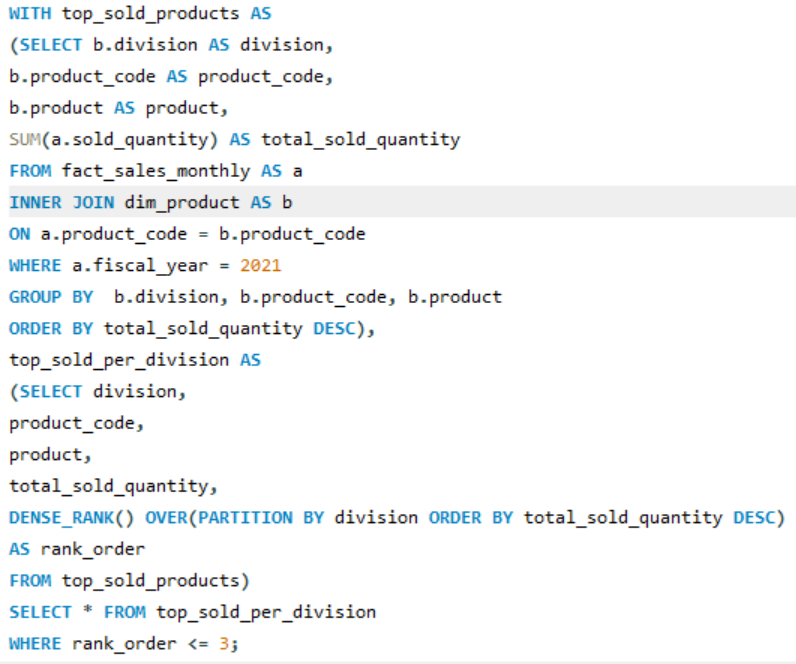 WITH top_sold_products AS
(SELECT b.division AS division,
b.product_code AS product_code,
b.product AS product,
SUM(a.sold_quantity) AS total_sold_quantity
FROM fact_sales_monthly AS a
INNER JOIN dim_product AS b
ON a.product_code = b.product_code
WHERE a.fiscal_year = 2021
GROUP BY  b.division, b.product_code, b.product
ORDER BY total_sold_quantity DESC),
top_sold_per_division AS
(SELECT division,
product_code,
product,
total_sold_quantity,
DENSE_RANK() OVER(PARTITION BY division ORDER BY total_sold_quantity DESC)
AS rank_order
FROM top_sold_products)
SELECT * FROM top_sold_per_division
WHERE rank_order <= 3;